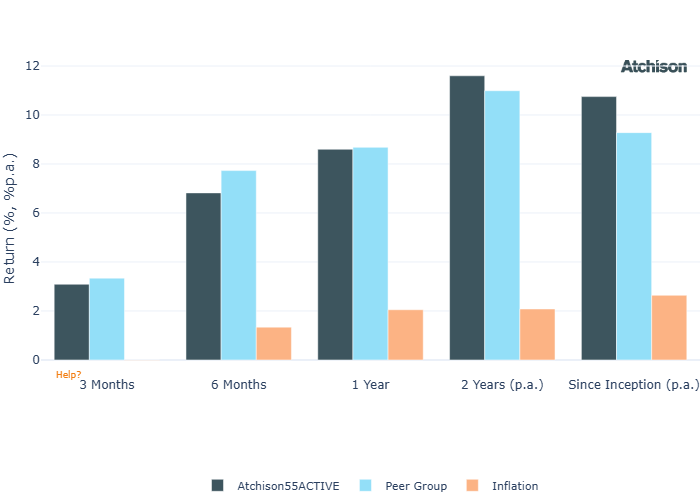 Atchison
12
10
8
6
4
2
0
Return (%, %p.a.)
Help?
3 Months
6 Months
1 Year
2 Years (p.a.)
Since Inception (p.a.)
Atchison55ACTIVE
Peer Group
Inflation